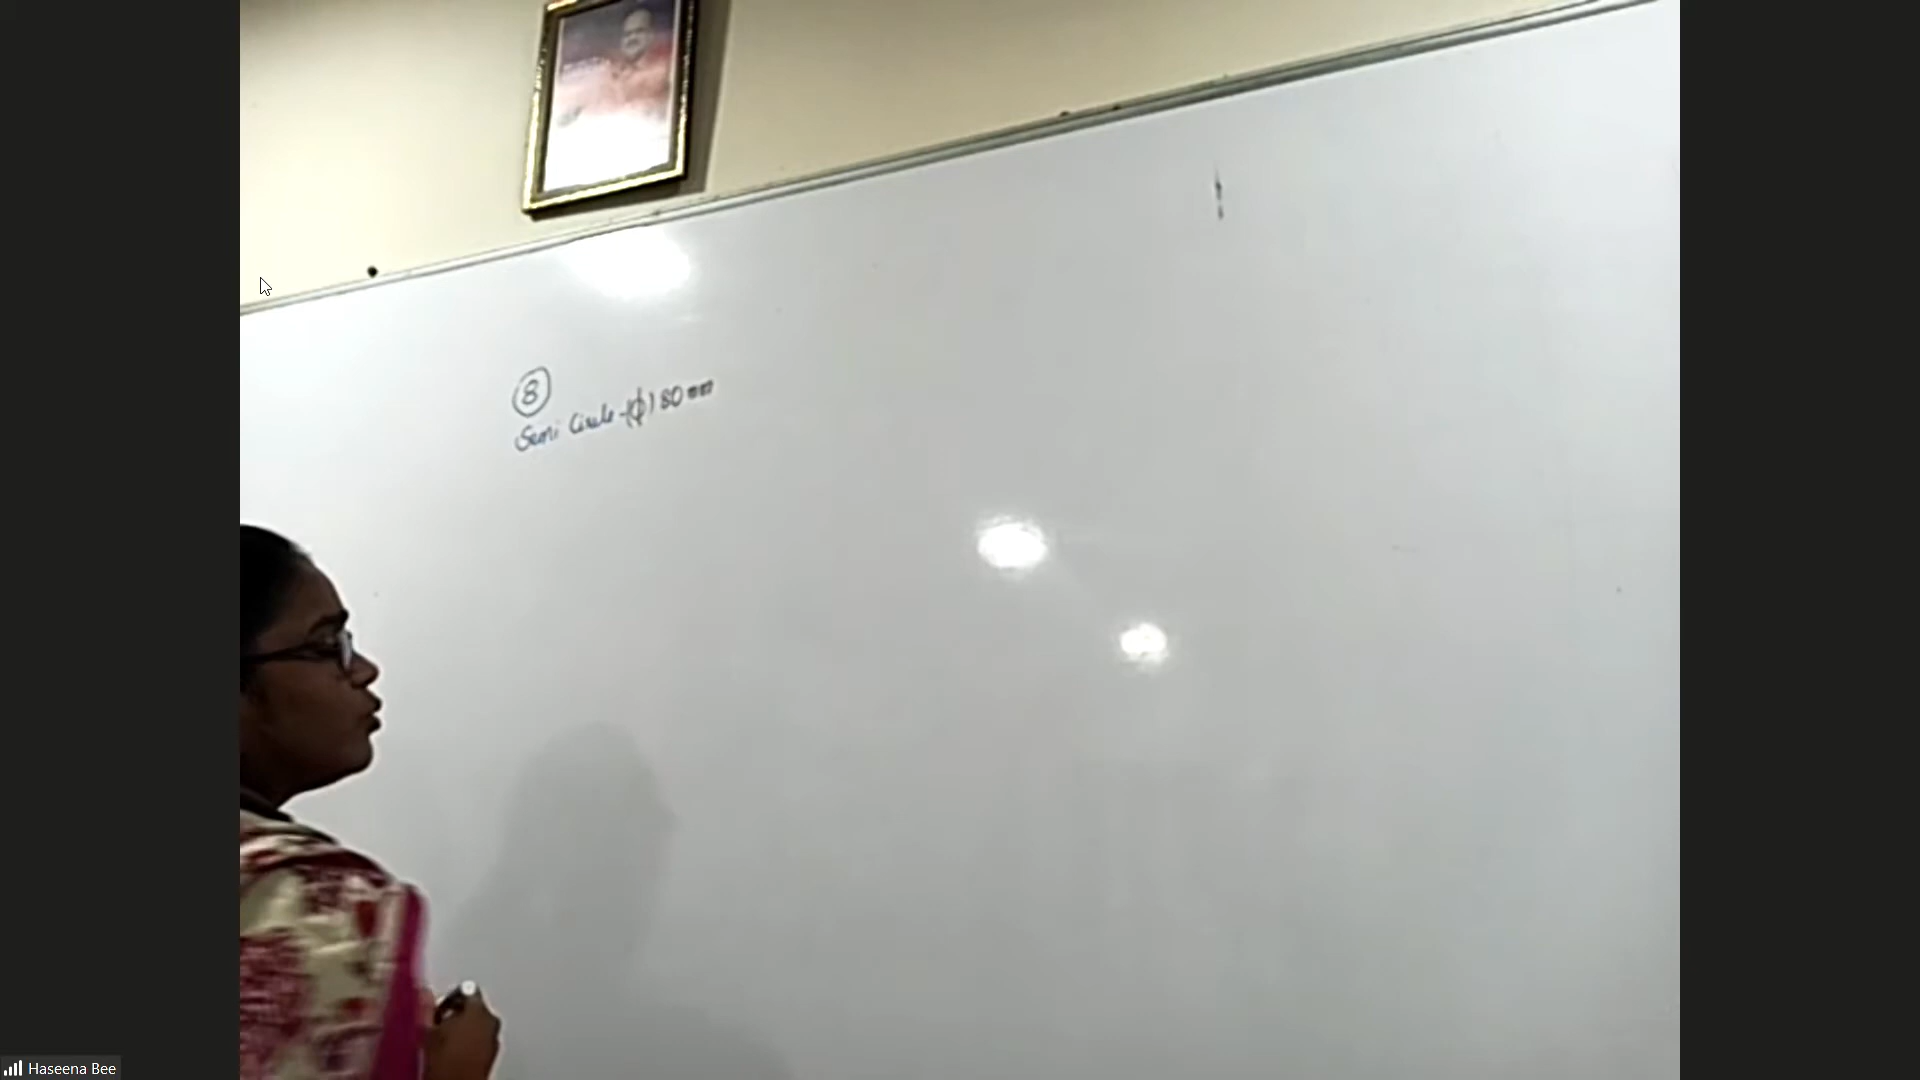 8
Semi Circle - (ϕ) 80 mm
Haseena Bee